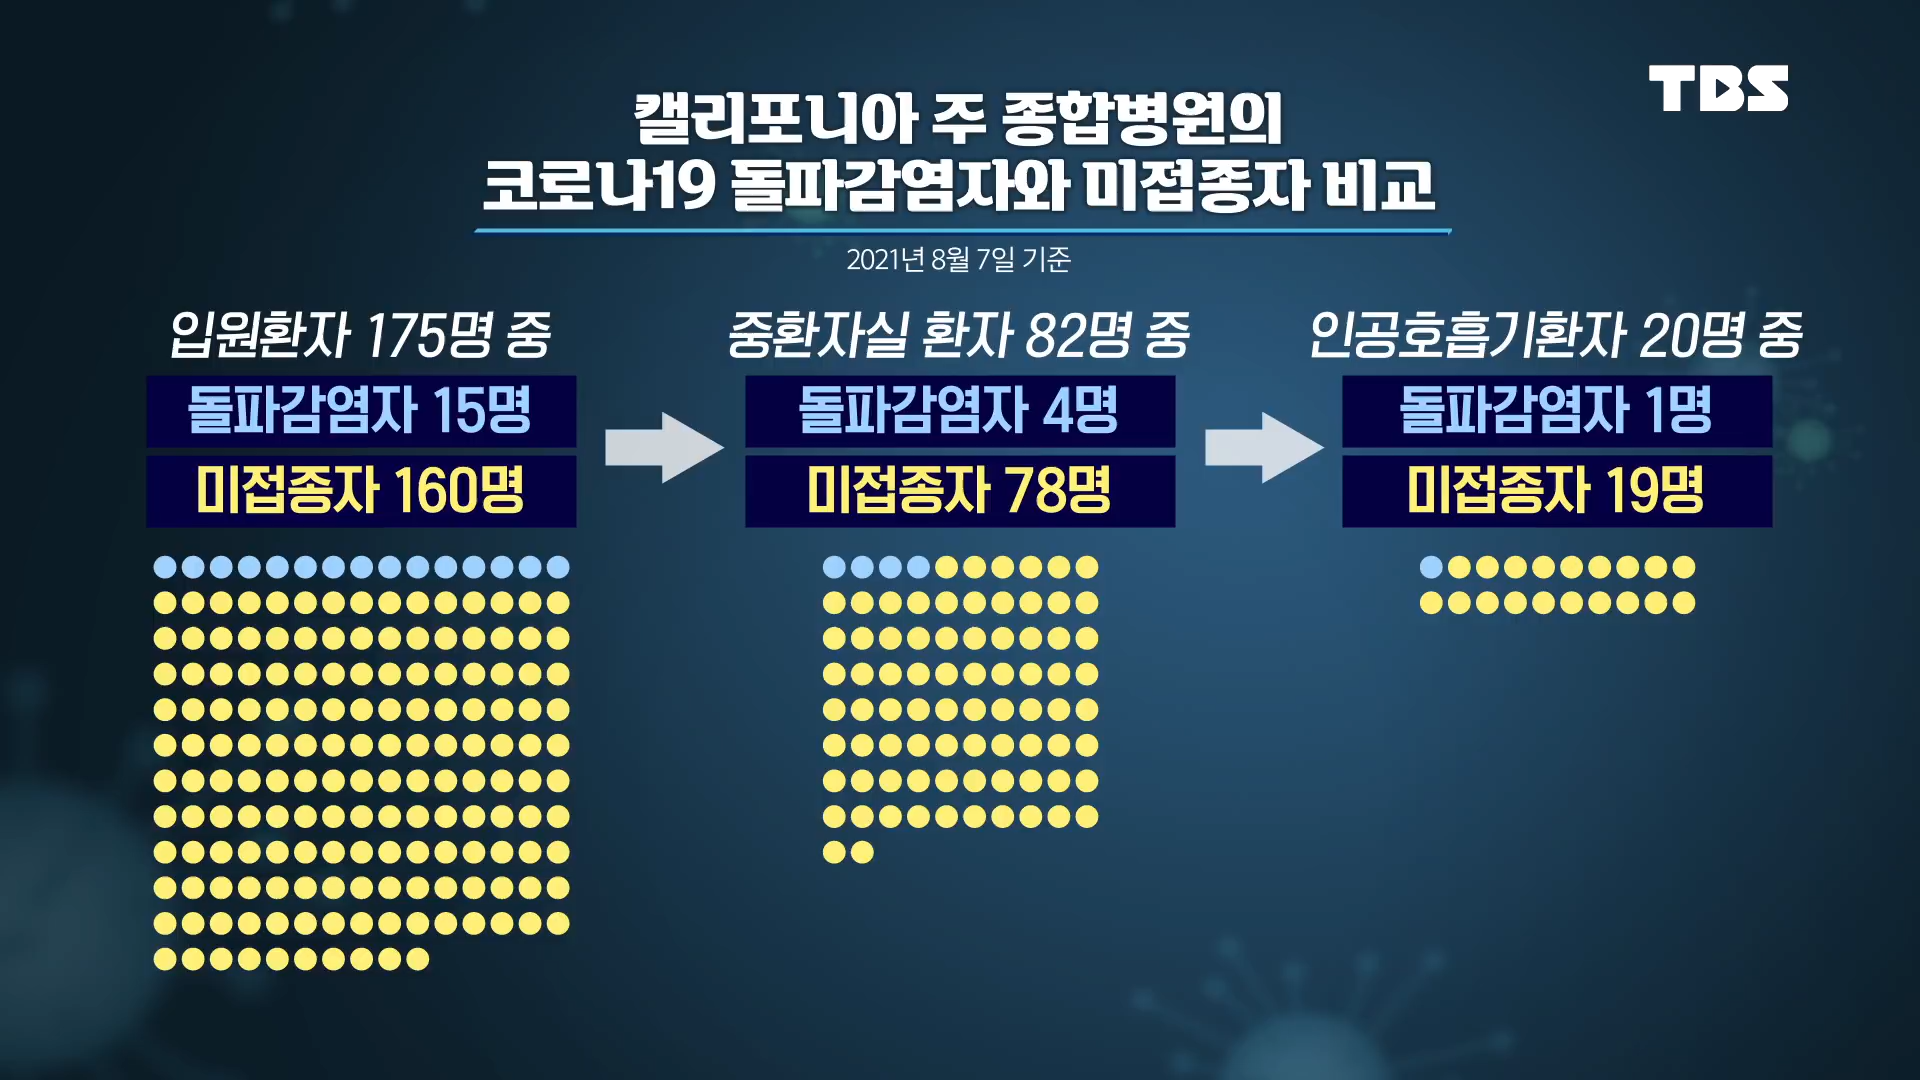 TBS
캘리포니아 주 종합병원의
코로나19 돌파감염자와 미접종자 비교
2021년 8월 7일 기준
입원환자 175명 중
돌파감염자 15명
미접종자 160명
중환자실 환자 82명 중
돌파감염자 4명
미접종자 78명
인공호흡기환자 20명 중
돌파감염자 1명
미접종자 19명